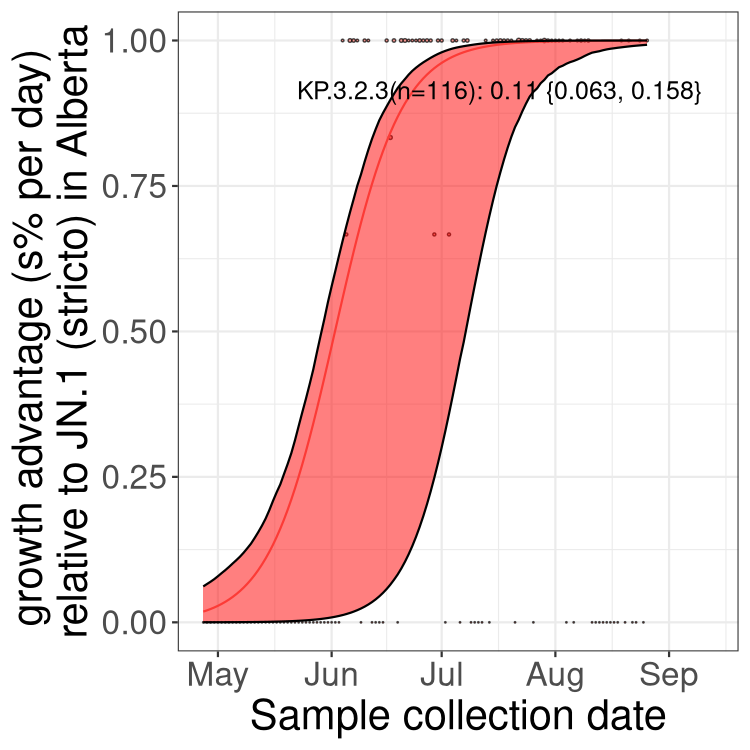 growth advantage (s% per day)
relative to JN.1 (stricto) in Alberta
1.00
0.75
0.50
0.25
0.00
KP.3.2.3(n=116): 0.11 {0.063, 0.158}
May Jun Jul Aug Sep
Sample collection date